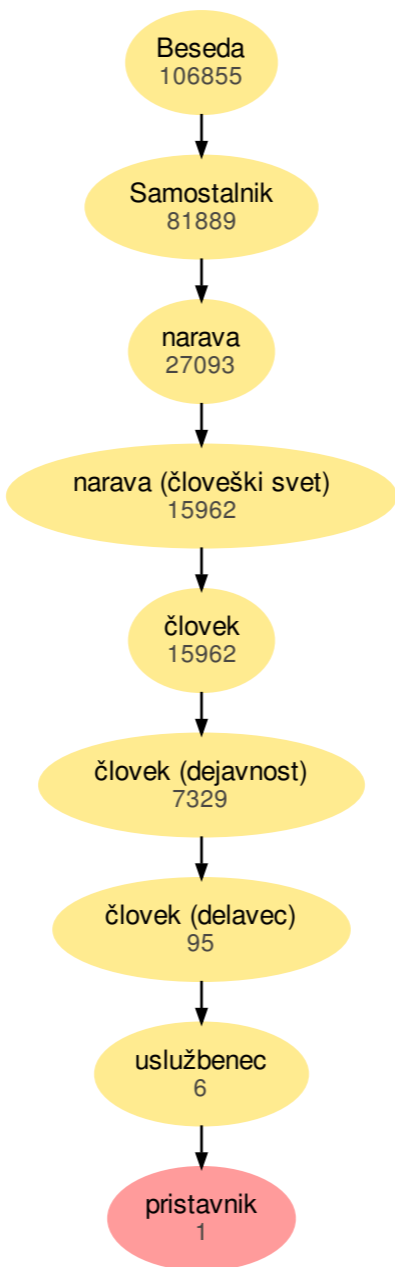 Beseda
106855
Samostalnik
81889
narava
27093
narava (človeški svet)
15962
človek
15962
človek (dejavnost)
7329
človek (delavec)
95
uslužbenec
6
pristavnik
1